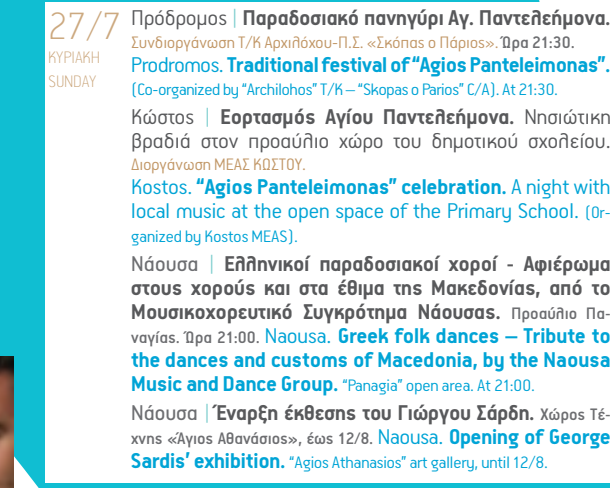 27/7
ΚΥΡΙΑΚΗ
SUNDAY
Πρόδρομος | Παραδοσιακό πανηγύρι Αγ. Παντελεήμονα.
Συνδιοργάνωση Τ/Κ Αρχιλόχου-Π.Σ. «Σκόπας ο Πάριος». Ώρα 21:30.
Prodromos. Traditional festival of "Agios Panteleimonas".
(Co-organized by "Archilohos" T/K – "Skopas o Parios" C/A). At 21:30.
Κώστος | Εορτασμός Αγίου Παντελεήμονα. Νησιώτικη
βραδιά στον προαύλιο χώρο του δημοτικού σχολείου.
Διοργάνωση ΜΕΑΣ ΚΩΣΤΟΥ.
Kostos. "Agios Panteleimonas" celebration. A night with
local music at the open space of the Primary School. (Or-
ganized by Kostos MEAS).
Νάουσα | Ελληνικοί παραδοσιακοί χοροί - Αφιέρωμα
στους χορούς και στα έθιμα της Μακεδονίας, από το
Μουσικοχορευτικό Συγκρότημα Νάουσας. Προαύλιο Πα-
ναγίας. Ώρα 21:00. Naousa. Greek folk dances – Tribute to
the dances and customs of Macedonia, by the Naousa
Music and Dance Group. "Panagia" open area. At 21:00.
Νάουσα | Έναρξη έκθεσης του Γιώργου Σάρδη. Χώρος Τέ-
χνης «Άγιος Αθανάσιος», έως 12/8. Naousa. Opening of George
Sardis' exhibition. "Agios Athanasios" art gallery, until 12/8.